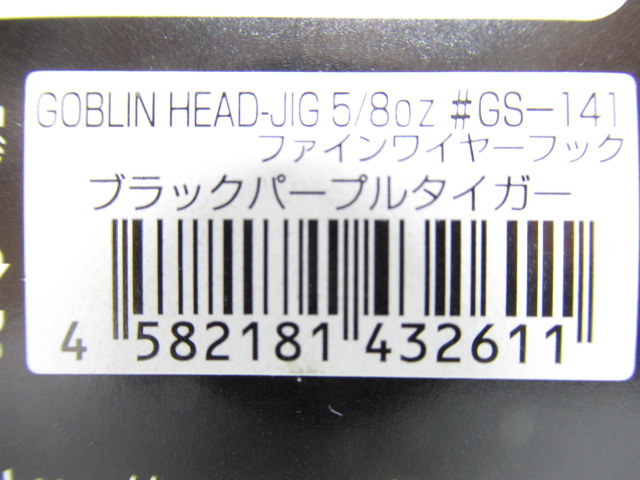 GOBLIN HEAD-JIG 5/8oz #GS-141
ファインワイヤーフック
ブラックパープルタイガー
4 582181 432611